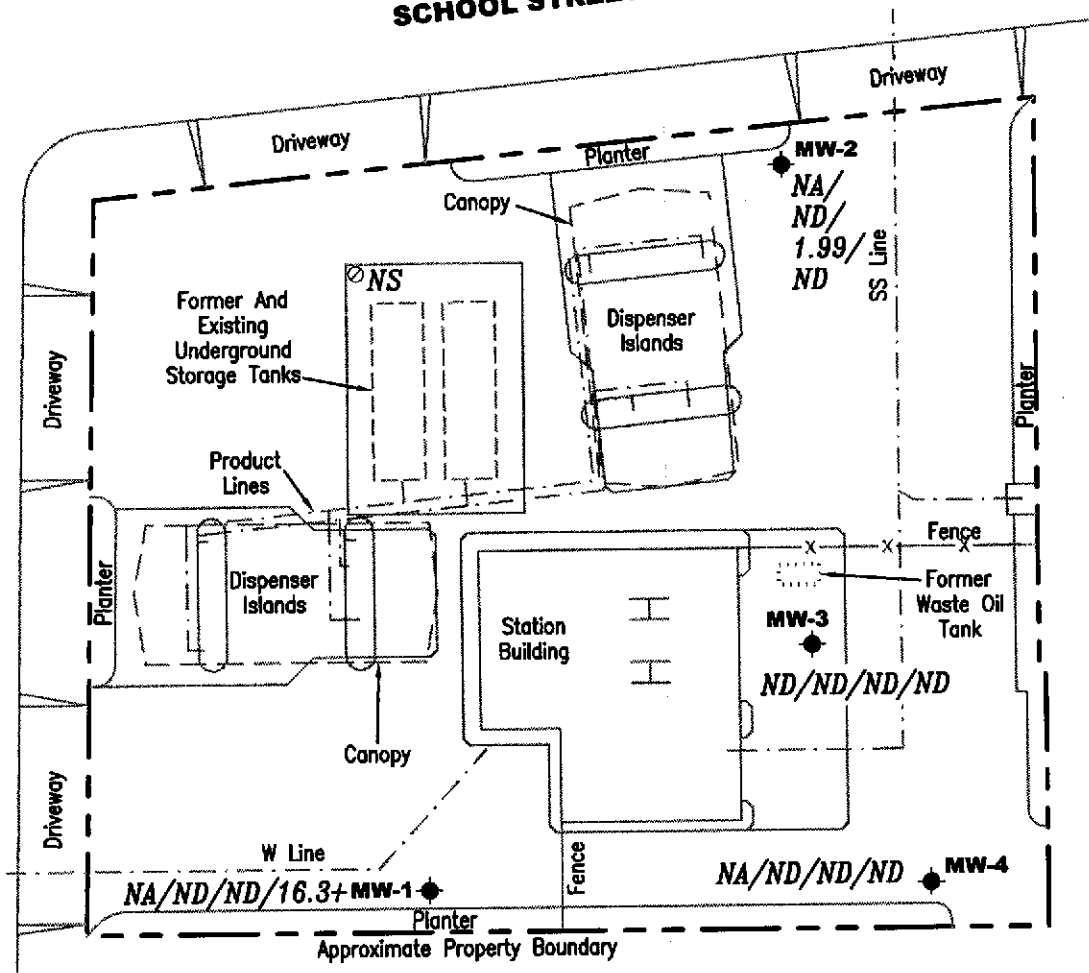 SCHOOL STREET
Driveway
Driveway
Planter
MW-2
NA/
ND/
1.99/
ND
Canopy
SS Line
NS
Former And
Existing
Underground
Storage Tanks
Dispenser
Islands
Driveway
Planter
Product
Lines
Fence
x x x
Planter
Dispenser
Islands
Station
Building
Former
Waste Oil
Tank
MW-3
ND/ND/ND/ND
Canopy
Driveway
W Line
Fence
NA/ND/ND/16.3+ MW-1
NA/ND/ND/ND MW-4
Planter
Approximate Property Boundary